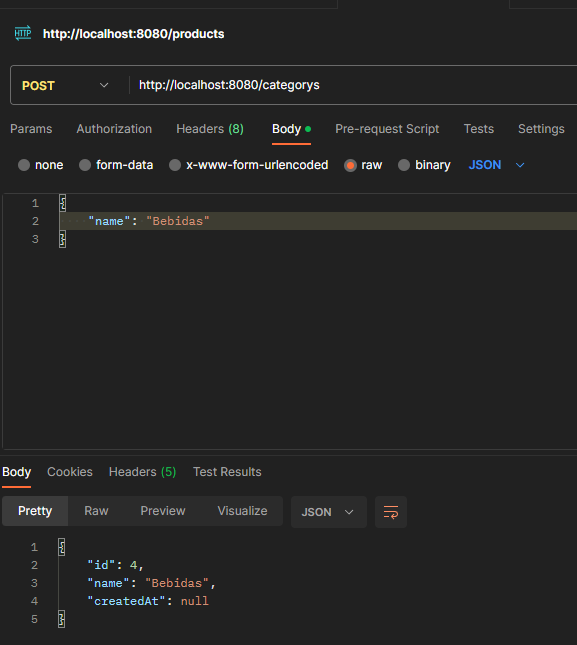 HTTP http://localhost:8080/products
POST http://localhost:8080/categorys
Params Authorization Headers (8) Body Pre-request Script Tests Settings
none form-data x-www-form-urlencoded raw binary JSON
1 {
2 "name": "Bebidas"
3 }
Body Cookies Headers (5) Test Results
Pretty Raw Preview Visualize JSON
1 {
2 "id": 4,
3 "name": "Bebidas",
4 "createdAt": null
5 }